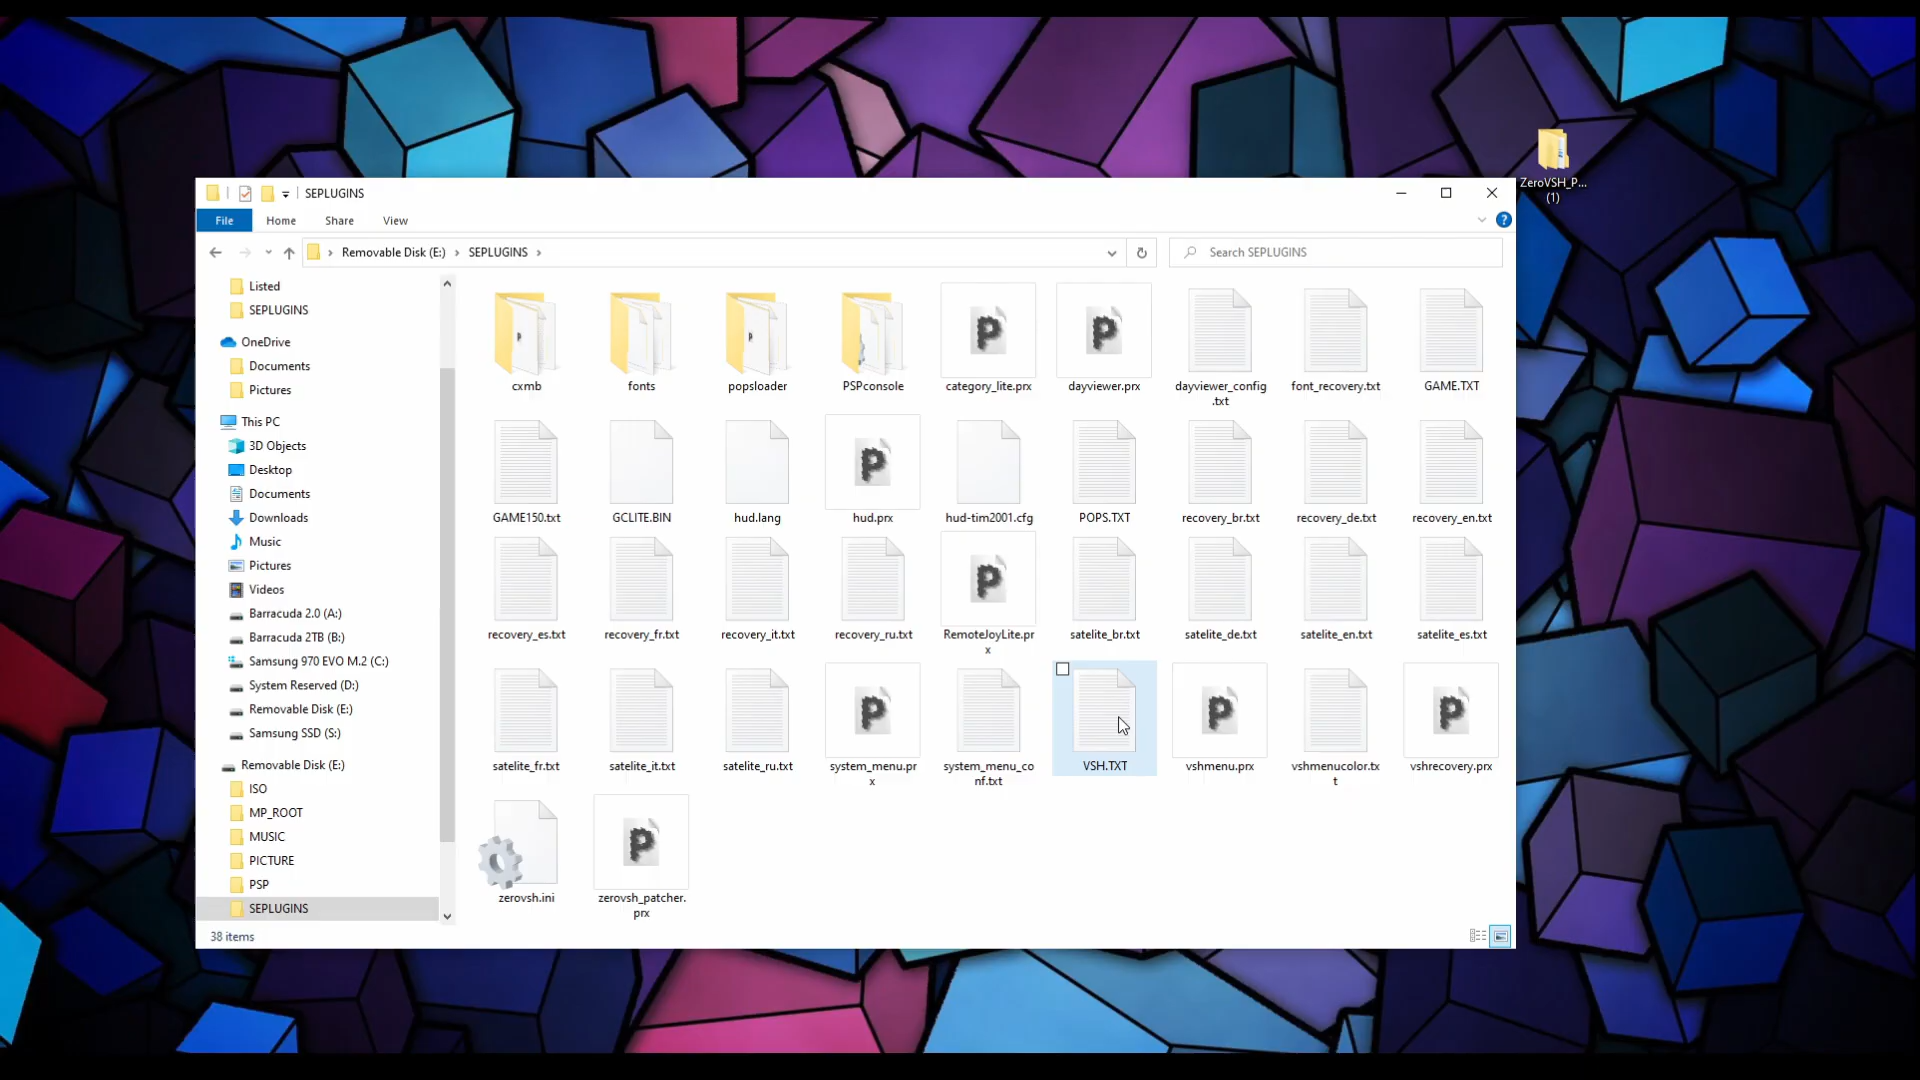 ZeroVSH_P...
(1)
SEPLUGINS
File
Home
Share
View
?
Removable Disk (E:)
SEPLUGINS
Search SEPLUGINS
Listed
SEPLUGINS
OneDrive
Documents
Pictures
This PC
3D Objects
Desktop
Documents
Downloads
Music
Pictures
Videos
Barracuda 2.0 (A:)
Barracuda 2TB (B:)
Samsung 970 EVO M.2 (C:)
System Reserved (D:)
Removable Disk (E:)
Samsung SSD (S:)
Removable Disk (E:)
ISO
MP_ROOT
MUSIC
PICTURE
PSP
SEPLUGINS
cxmb
fonts
popsloader
PSPconsole
category_lite.prx
dayviewer.prx
dayviewer_config
.txt
font_recovery.txt
GAME.TXT
GAME150.txt
GCLITE.BIN
hud.lang
hud.prx
hud-tim2001.cfg
POPS.TXT
recovery_br.txt
recovery_de.txt
recovery_en.txt
recovery_es.txt
recovery_fr.txt
recovery_it.txt
recovery_ru.txt
RemoteJoyLite.pr
x
satelite_br.txt
satelite_de.txt
satelite_en.txt
satelite_es.txt
satelite_fr.txt
satelite_it.txt
satelite_ru.txt
system_menu.pr
x
system_menu_co
nf.txt
VSH.TXT
vshmenu.prx
vshmenucolor.tx
t
vshrecovery.prx
zerovsh.ini
zerovsh_patcher.
prx
38 items